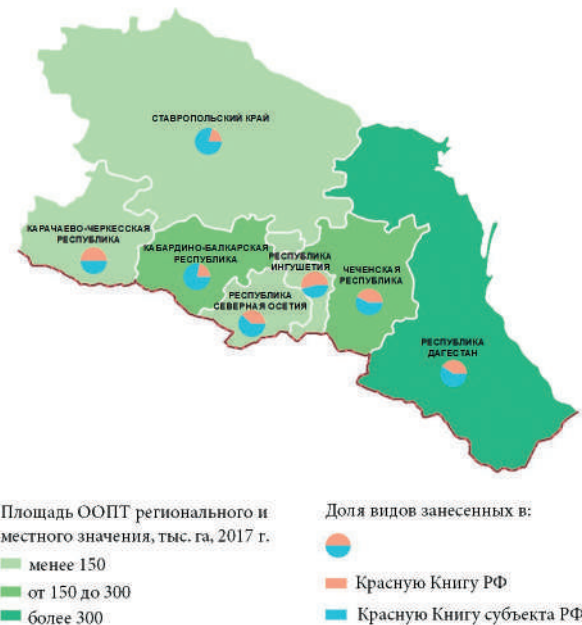 СТАВРОПОЛЬСКИЙ КРАЙ
КАРАЧАЕВО-ЧЕРКЕССКАЯ
РЕСПУБЛИКА
КАБАРДИНО-БАЛКАРСКАЯ
РЕСПУБЛИКА
РЕСПУБЛИКА
ИНГУШЕТИЯ
ЧЕЧЕНСКАЯ
РЕСПУБЛИКА
РЕСПУБЛИКА
СЕВЕРНАЯ ОСЕТИЯ
РЕСПУБЛИКА
ДАГЕСТАН
Площадь ООПТ регионального и
местного значения, тыс. га, 2017 г.
менее 150
от 150 до 300
более 300
Доля видов занесенных в:
Красную Книгу РФ
Красную Книгу субъекта РФ